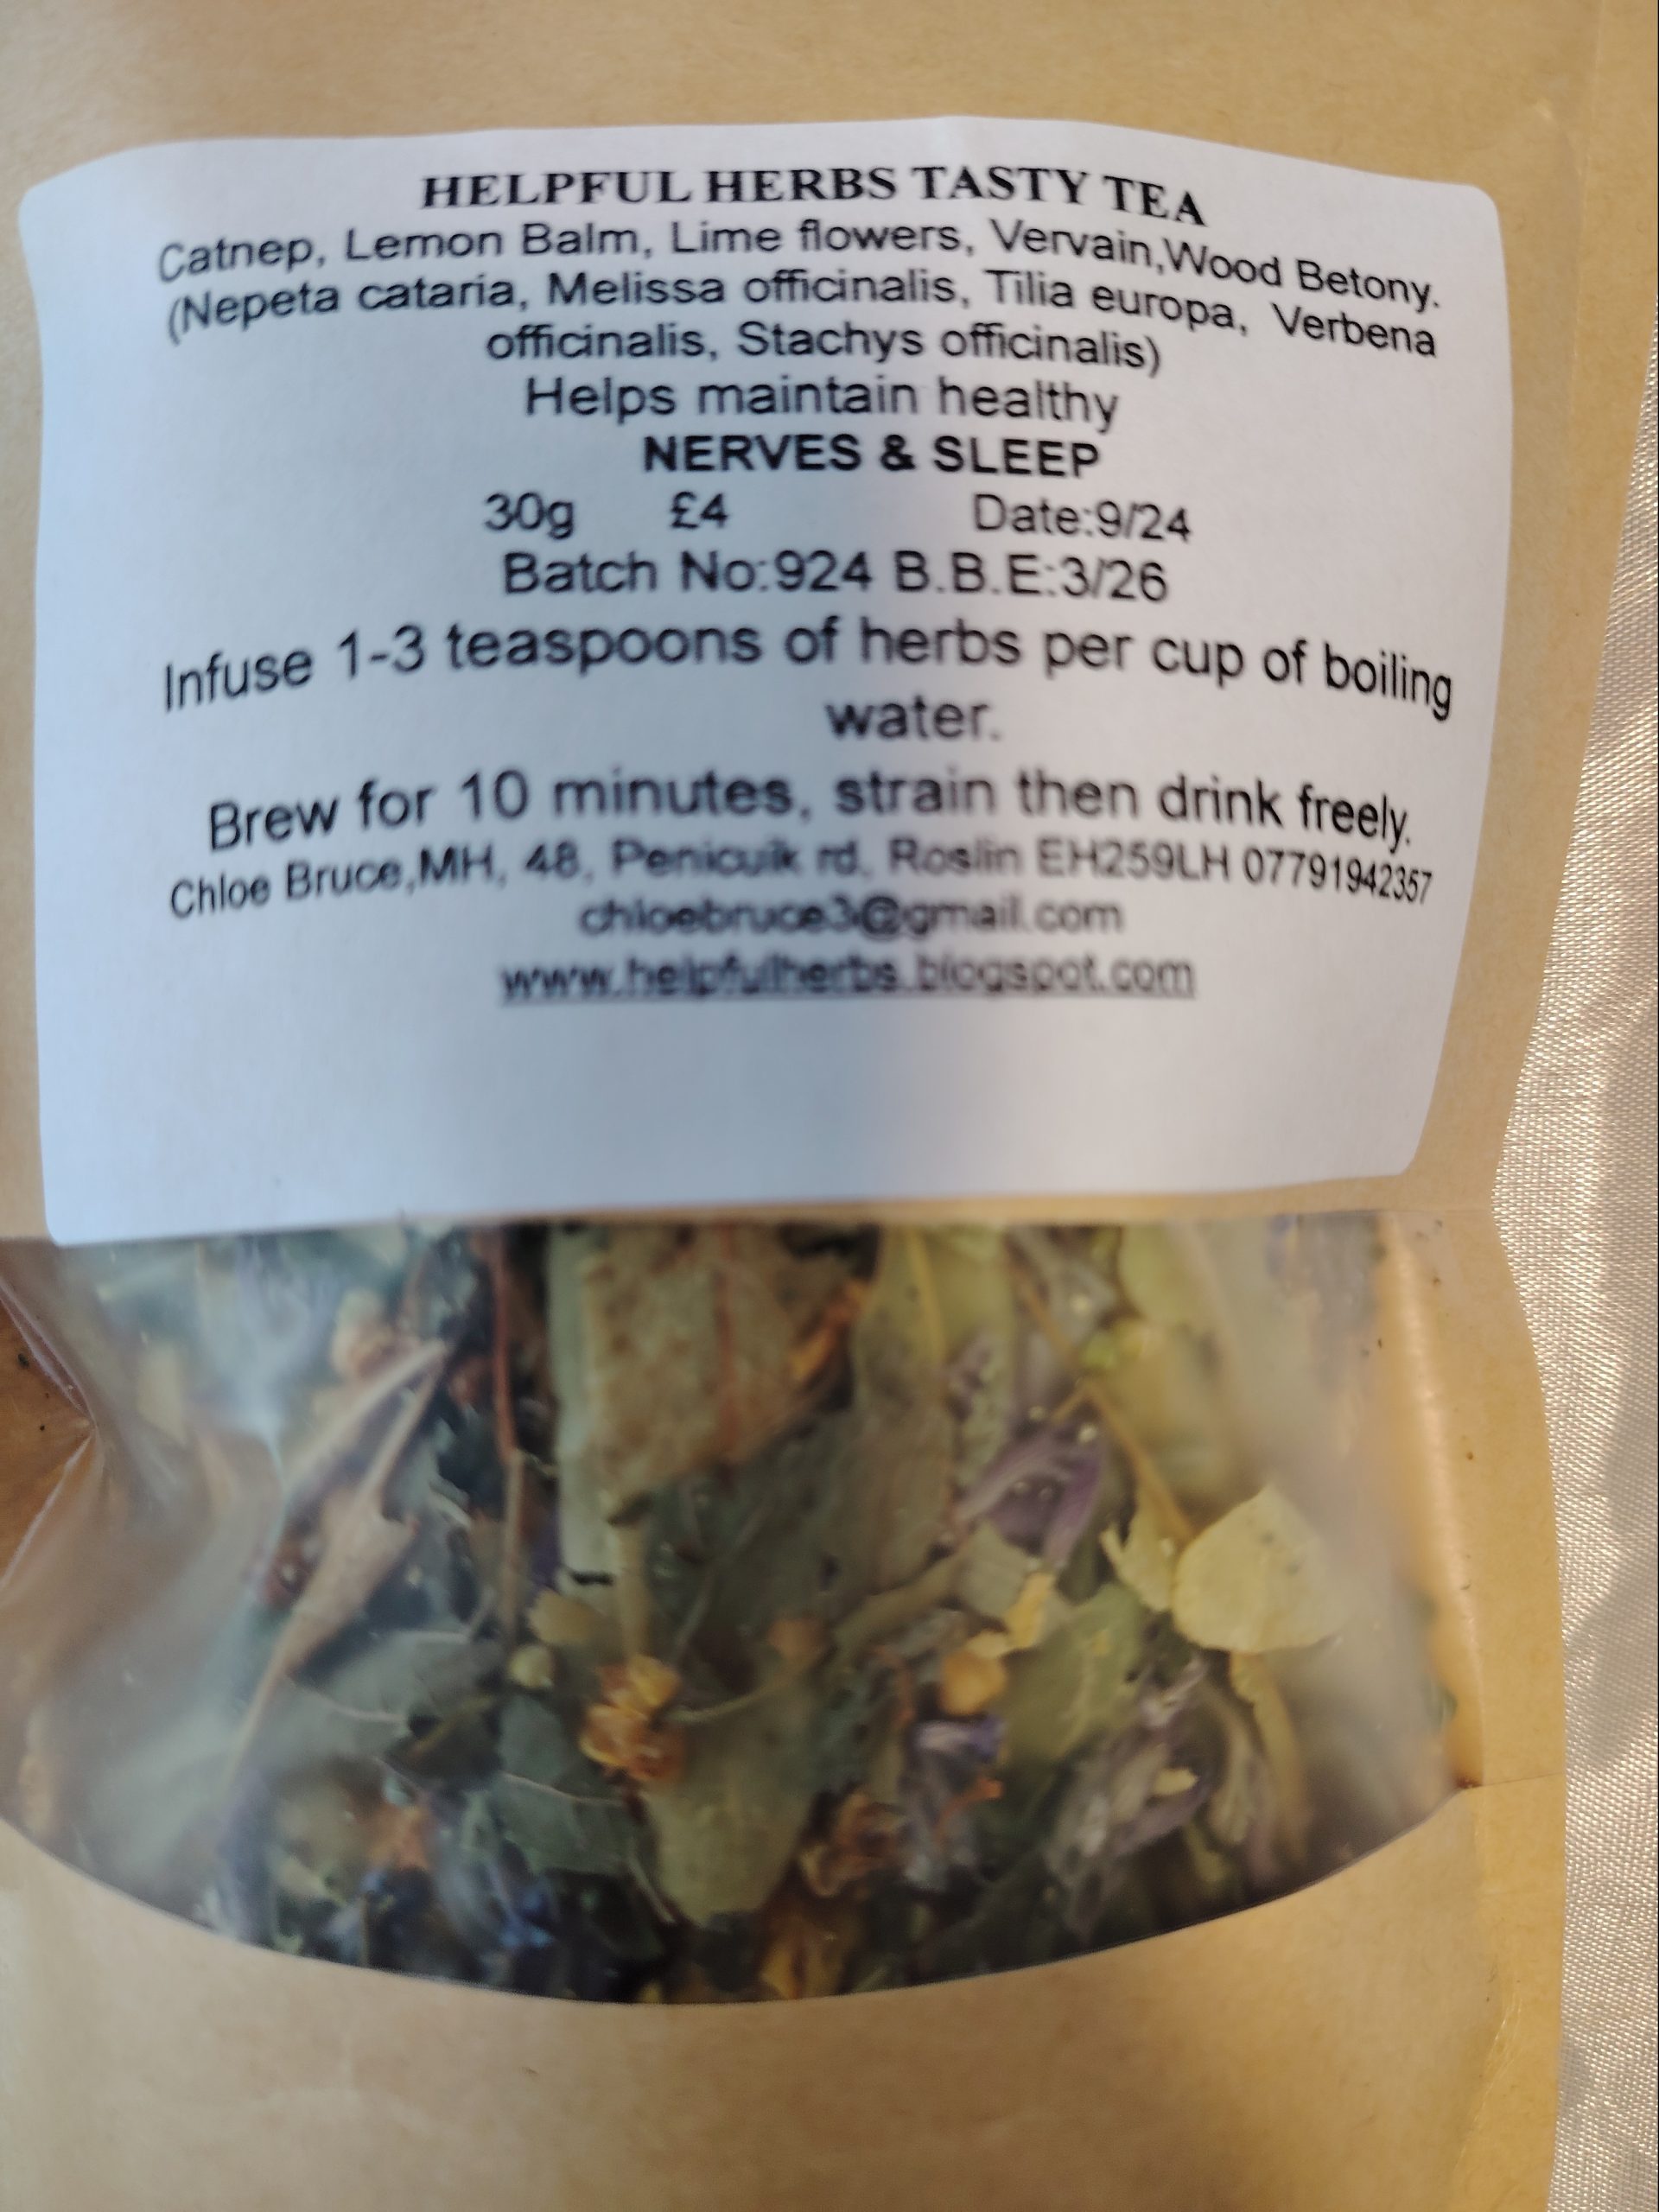 HELPFUL HERBS TASTY TEA
Catnep, Lemon Balm, Lime flowers, Vervain,Wood Betony.
(Nepeta cataria, Melissa officinalis, Tilia europa, Verbena
officinalis, Stachys officinalis)
Helps maintain healthy
NERVES & SLEEP
30g £4 Date:9/24
Batch No:924 B.B.E:3/26
Infuse 1-3 teaspoons of herbs per cup of boiling
water.
Brew for 10 minutes, strain then drink freely.
Chloe Bruce,MH, 48, Penicuik rd, Roslin EH259LH 07791942357
chloebruce3@gmail.com
www.helpfulherbs.blogspot.com